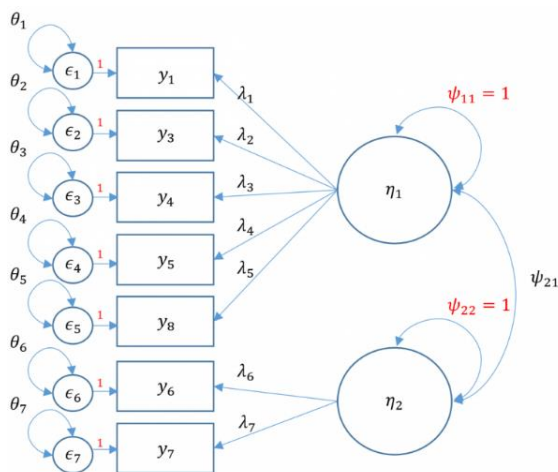 θ₁
ϵ₁ 1 y₁
θ₂
λ₁
ψ₁₁ = 1
ϵ₂ 1 y₃
λ₂
θ₃
ϵ₃ 1 y₄
λ₃
η₁
θ₄
λ₄
ϵ₄ 1 y₅
λ₅
θ₅
ψ₂₁
ϵ₅ 1 y₈
ψ₂₂ = 1
θ₆
ϵ₆ 1 y₆
λ₆
η₂
θ₇
λ₇
ϵ₇ 1 y₇